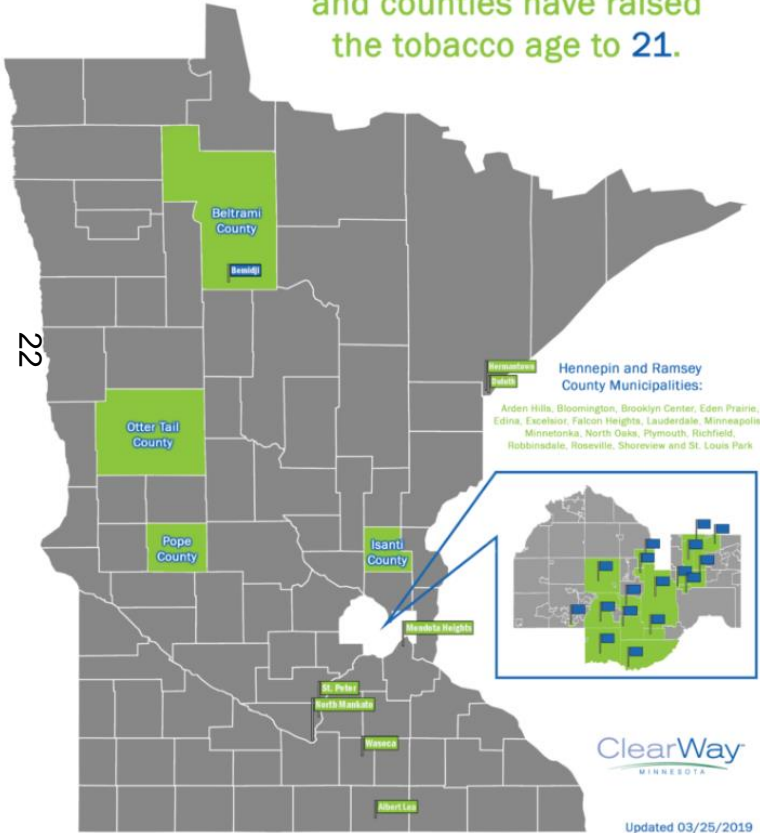 and counties have raised
the tobacco age to 21.
Beltrami
County
Bemidji
22
Hermantown
Duluth
Hennepin and Ramsey
County Municipalities:
Arden Hills, Bloomington, Brooklyn Center, Eden Prairie,
Edina, Excelsior, Falcon Heights, Lauderdale, Minneapolis
Minnetonka, North Oaks, Plymouth, Richfield,
Robbinsdale, Roseville, Shoreview and St. Louis Park
Otter Tail
County
Pope
County
Isanti
County
Mendota Heights
St. Peter
North Mankato
Waseca
Albert Lea
ClearWay
MINNESOTA
Updated 03/25/2019